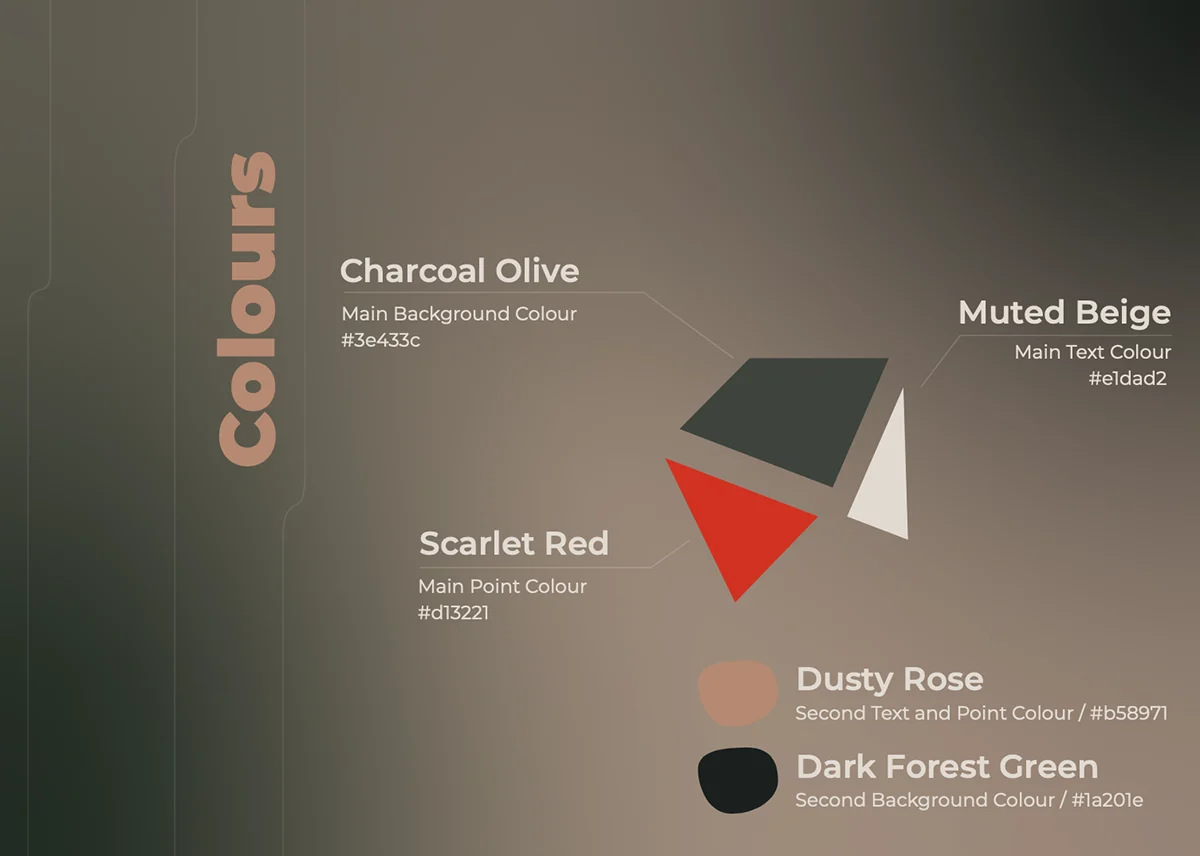 Colours
Charcoal Olive
Main Background Colour
#3e433c
Muted Beige
Main Text Colour
#e1dad2
Scarlet Red
Main Point Colour
#d13221
Dusty Rose
Second Text and Point Colour / #b58971
Dark Forest Green
Second Background Colour / #1a201e